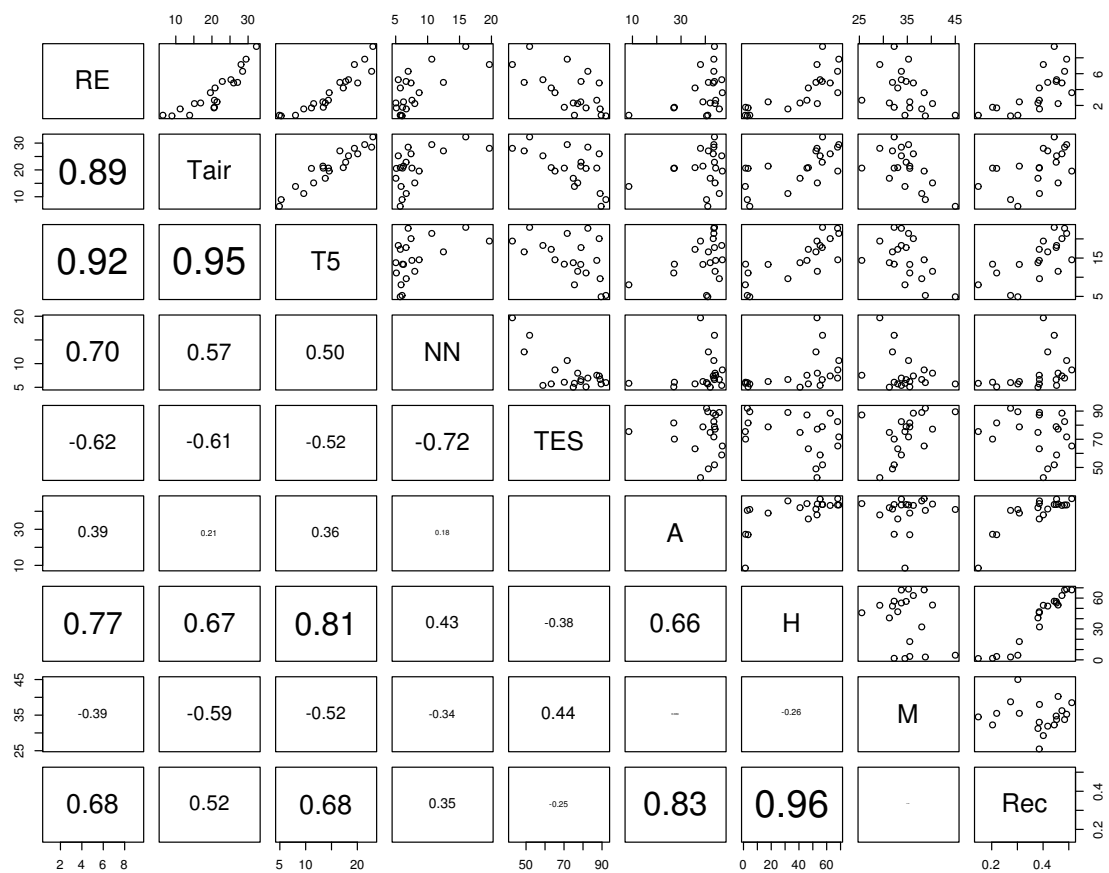 10 20 30 5 10 15 20 10 30 25 35 45
RE 2 4 6 8
10 20 30 0.89 Tair
0.92 0.95 T5 5 15
5 10 20 0.70 0.57 0.50 NN
-0.62 -0.61 -0.52 -0.72 TES 50 70 90
10 30 0.39 0.21 0.36 0.18 A
0.77 0.67 0.81 0.43 -0.38 0.66 H 0 30 60
25 35 45 -0.39 -0.59 -0.52 -0.34 0.44 -0.26 M
0.68 0.52 0.68 0.35 -0.25 0.83 0.96 Rec 0.2 0.4
2 4 6 8 5 10 20 50 70 90 0 20 40 60 0.2 0.4